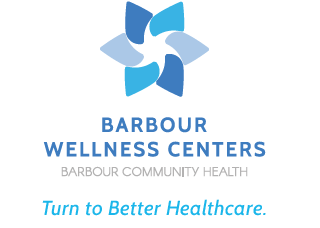 BARBOUR
WELLNESS CENTERS
BARBOUR COMMUNITY HEALTH
Turn to Better Healthcare.